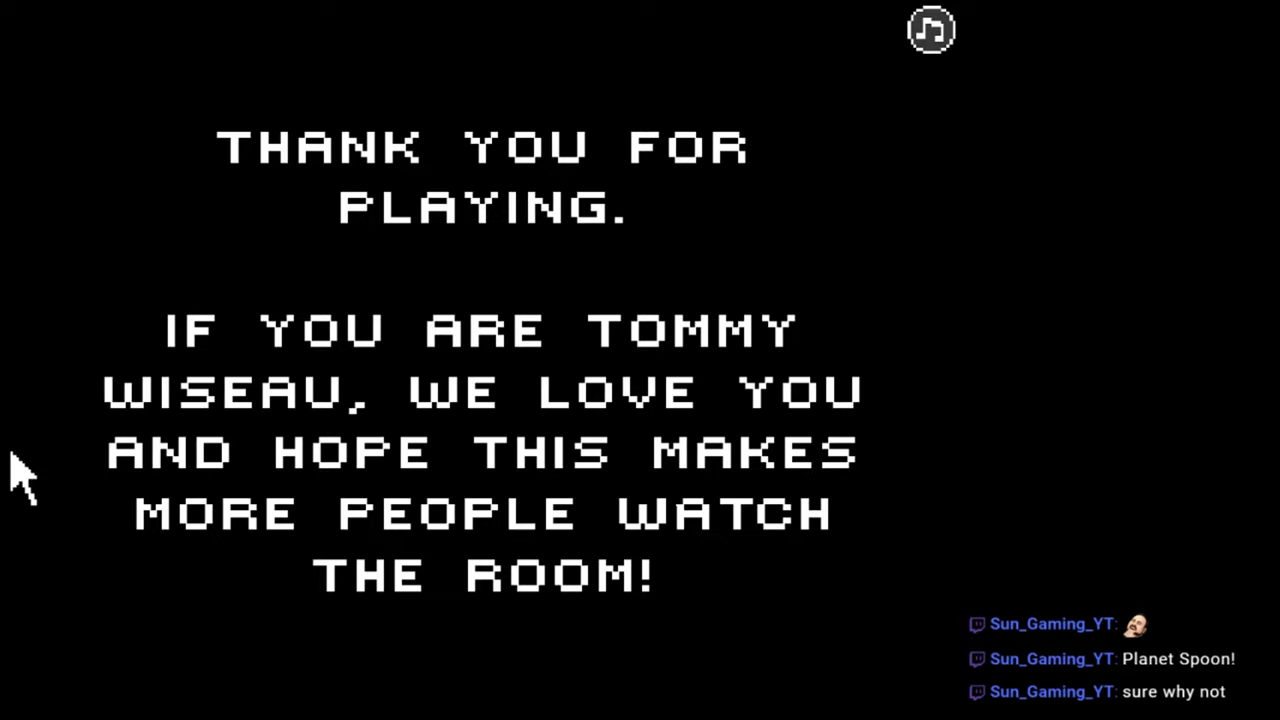 THANK YOU FOR
PLAYING.
IF YOU ARE TOMMY
WISEAU, WE LOVE YOU
AND HOPE THIS MAKES
MORE PEOPLE WATCH
THE ROOM!
Sun_Gaming_YT:
Sun_Gaming_YT: Planet Spoon!
Sun_Gaming_YT: sure why not